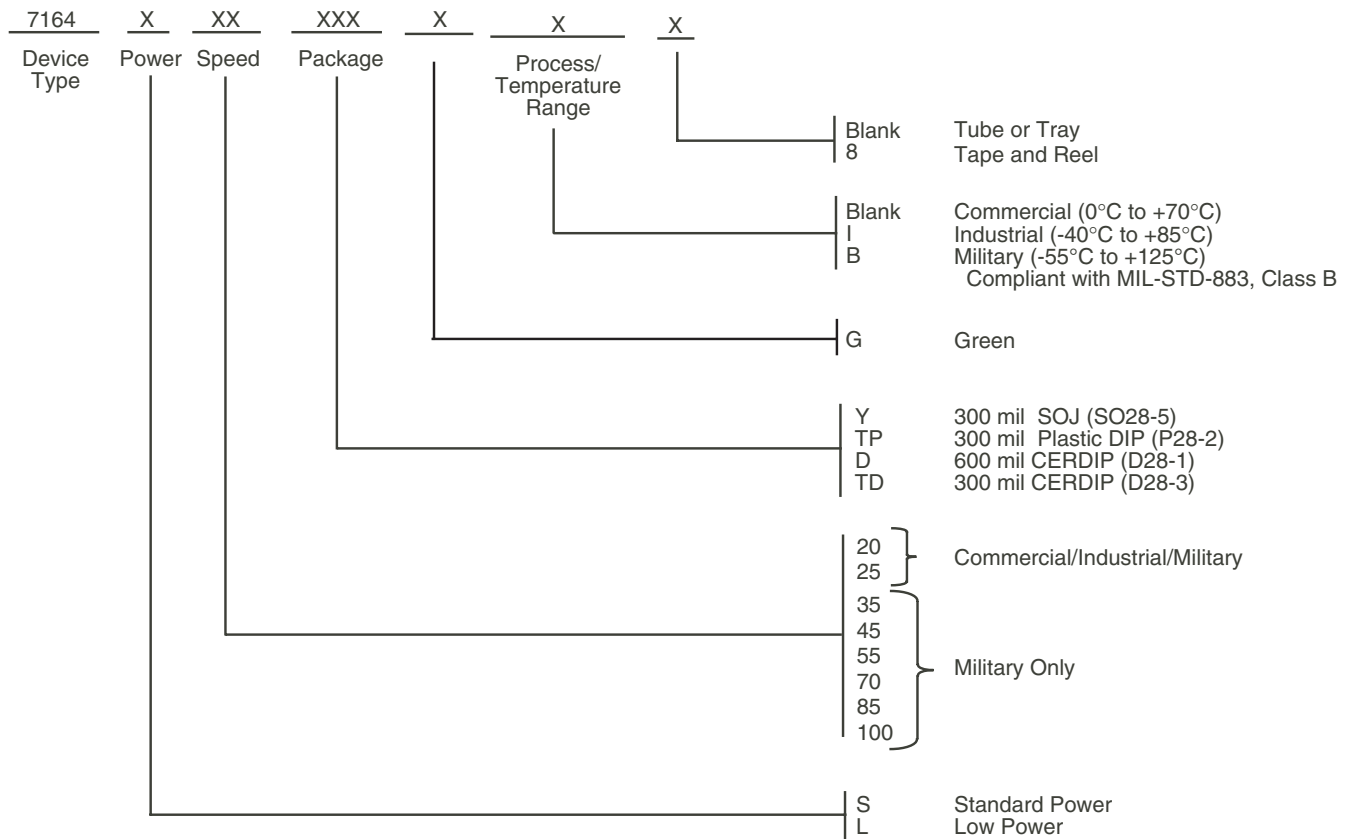 7164 X XX XXX X X X
Device Type
Power
Speed
Package
Process/
Temperature
Range
Blank Tube or Tray
8 Tape and Reel
Blank Commercial (0°C to +70°C)
I Industrial (-40°C to +85°C)
B Military (-55°C to +125°C)
Compliant with MIL-STD-883, Class B
G Green
Y 300 mil SOJ (SO28-5)
TP 300 mil Plastic DIP (P28-2)
D 600 mil CERDIP (D28-1)
TD 300 mil CERDIP (D28-3)
20
25
Commercial/Industrial/Military
35
45
55
70
85
100
Military Only
S Standard Power
L Low Power